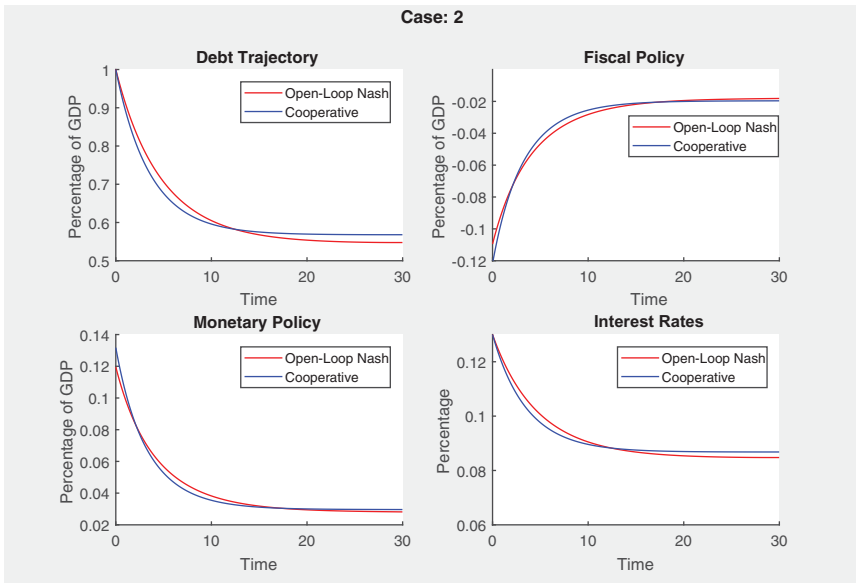 Case: 2
Debt Trajectory
Percentage of GDP
1
0.9
0.8
0.7
0.6
0.5
0
10
20
30
Time
Open-Loop Nash
Cooperative
Fiscal Policy
Percentage of GDP
-0.02
-0.04
-0.06
-0.08
-0.1
-0.12
0
10
20
30
Time
Open-Loop Nash
Cooperative
Monetary Policy
Percentage of GDP
0.14
0.12
0.10
0.08
0.06
0.04
0.02
0
10
20
30
Time
Open-Loop Nash
Cooperative
Interest Rates
Percentage
0.12
0.1
0.08
0.06
0
10
20
30
Time
Open-Loop Nash
Cooperative